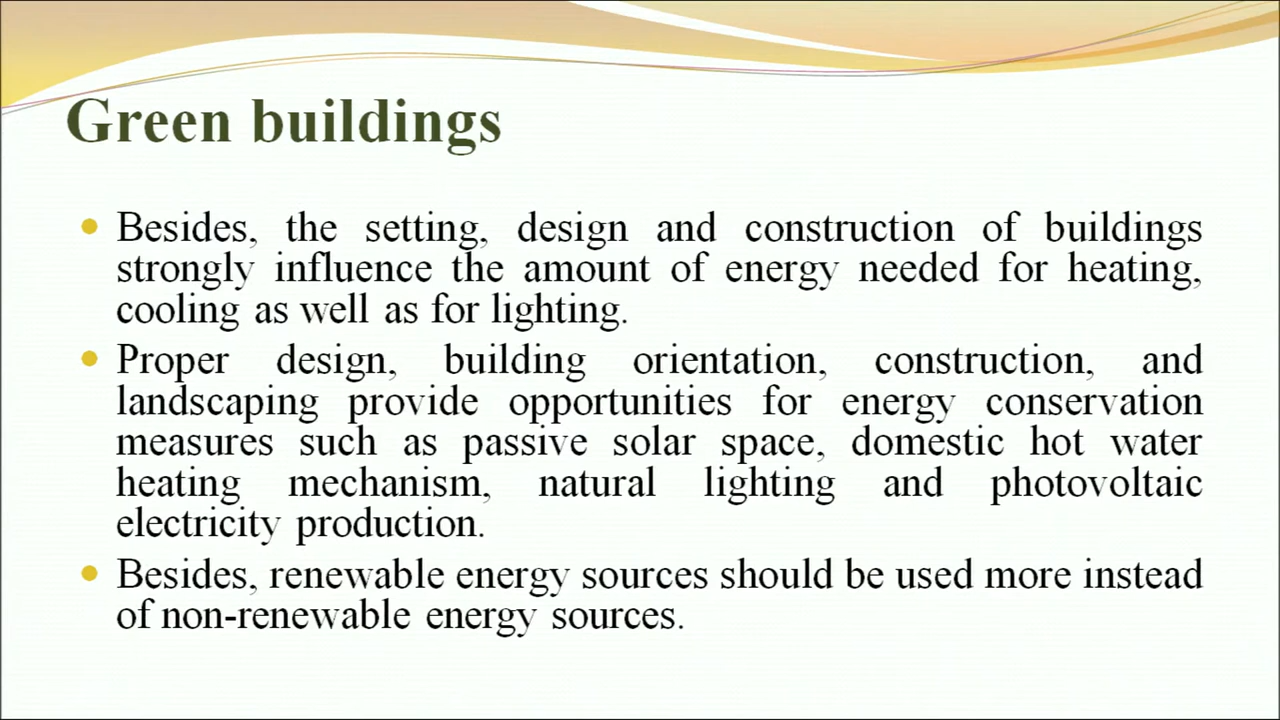 Green buildings
Besides, the setting, design and construction of buildings
strongly influence the amount of energy needed for heating,
cooling as well as for lighting.
Proper design, building orientation, construction, and
landscaping provide opportunities for energy conservation
measures such as passive solar space, domestic hot water
heating mechanism, natural lighting and photovoltaic
electricity production.
Besides, renewable energy sources should be used more instead
of non-renewable energy sources.